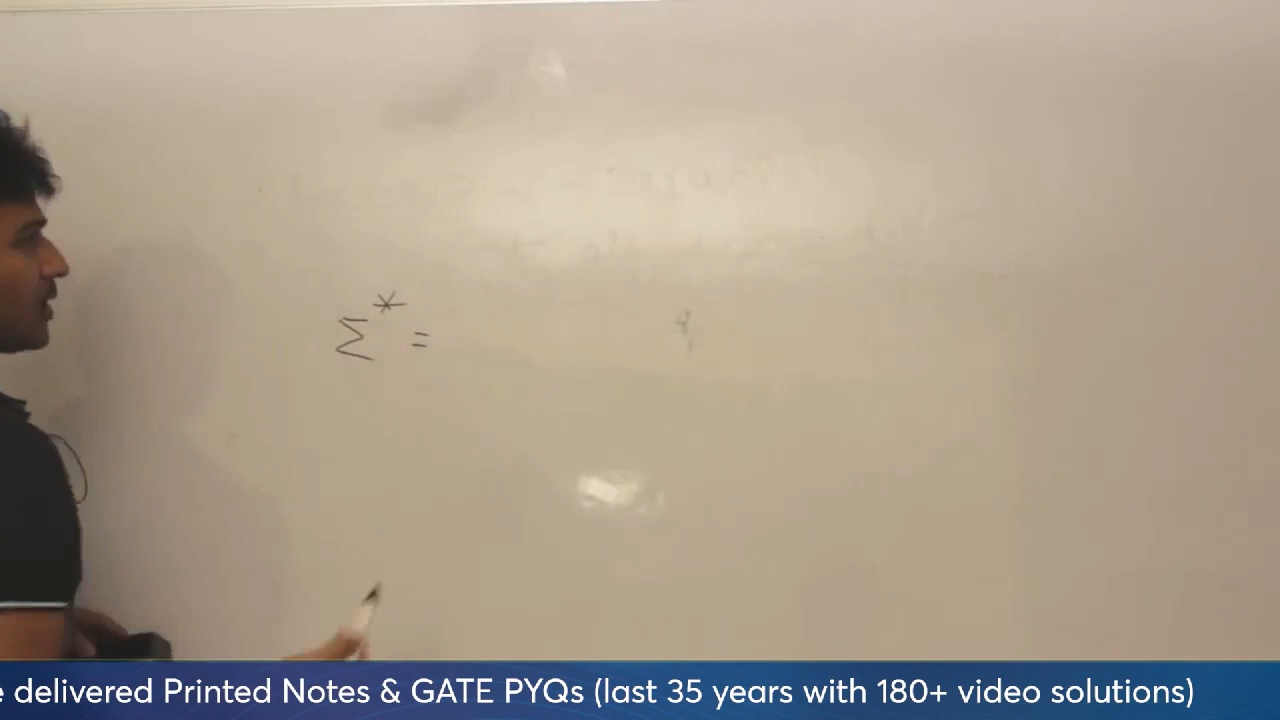 Σ* =
delivered Printed Notes & GATE PYQs (last 35 years with 180+ video solutions)